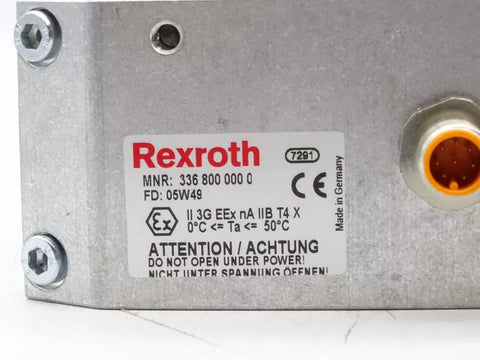 Rexroth
7291
MNR: 336 800 000 0
FD: 05W49
CE
Made in Germany
Ex
II 3G EEx nA IIB T4 X
0°C <= Ta <= 50°C
ATTENTION / ACHTUNG
DO NOT OPEN UNDER POWER!
NICHT UNTER SPANNUNG ÖFFNEN!